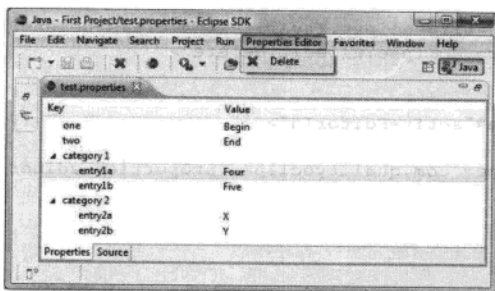 Java - First Project/test.properties - Eclipse SDK
File Edit Navigate Search Project Run Properties Editor Favorites Window Help
Delete
Java
test.properties
Key Value
one Begin
two End
category 1
entry1a Four
entry1b Five
category 2
entry2a X
entry2b Y
Properties Source